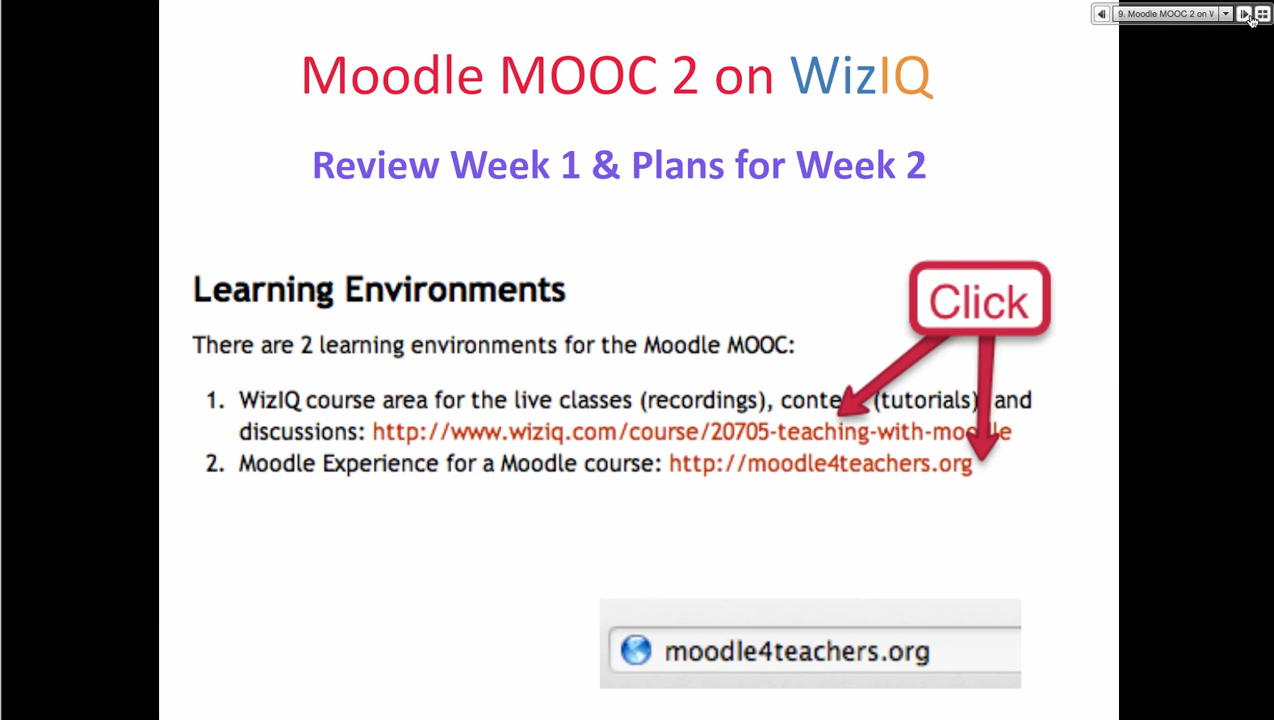 9. Moodle MOOC 2 on V
Moodle MOOC 2 on WizIQ
Review Week 1 & Plans for Week 2
Learning Environments
Click
There are 2 learning environments for the Moodle MOOC:
1. WizIQ course area for the live classes (recordings), conte (tutorials) and
discussions: http://www.wiziq.com/course/20705-teaching-with-moodle
2. Moodle Experience for a Moodle course: http://moodle4teachers.org
moodle4teachers.org